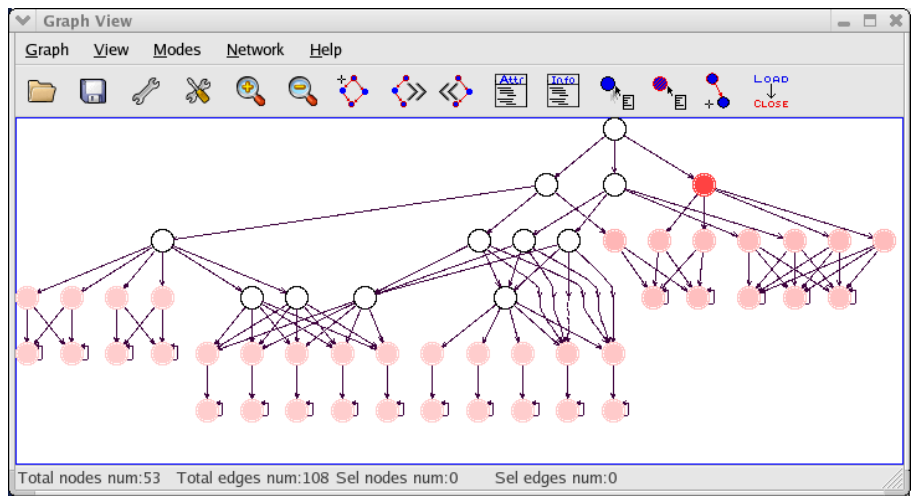 Graph View
Graph View Modes Network Help
Attr Info LOAD
E E CLOSE
Total nodes num:53 Total edges num:108 Sel nodes num:0 Sel edges num:0